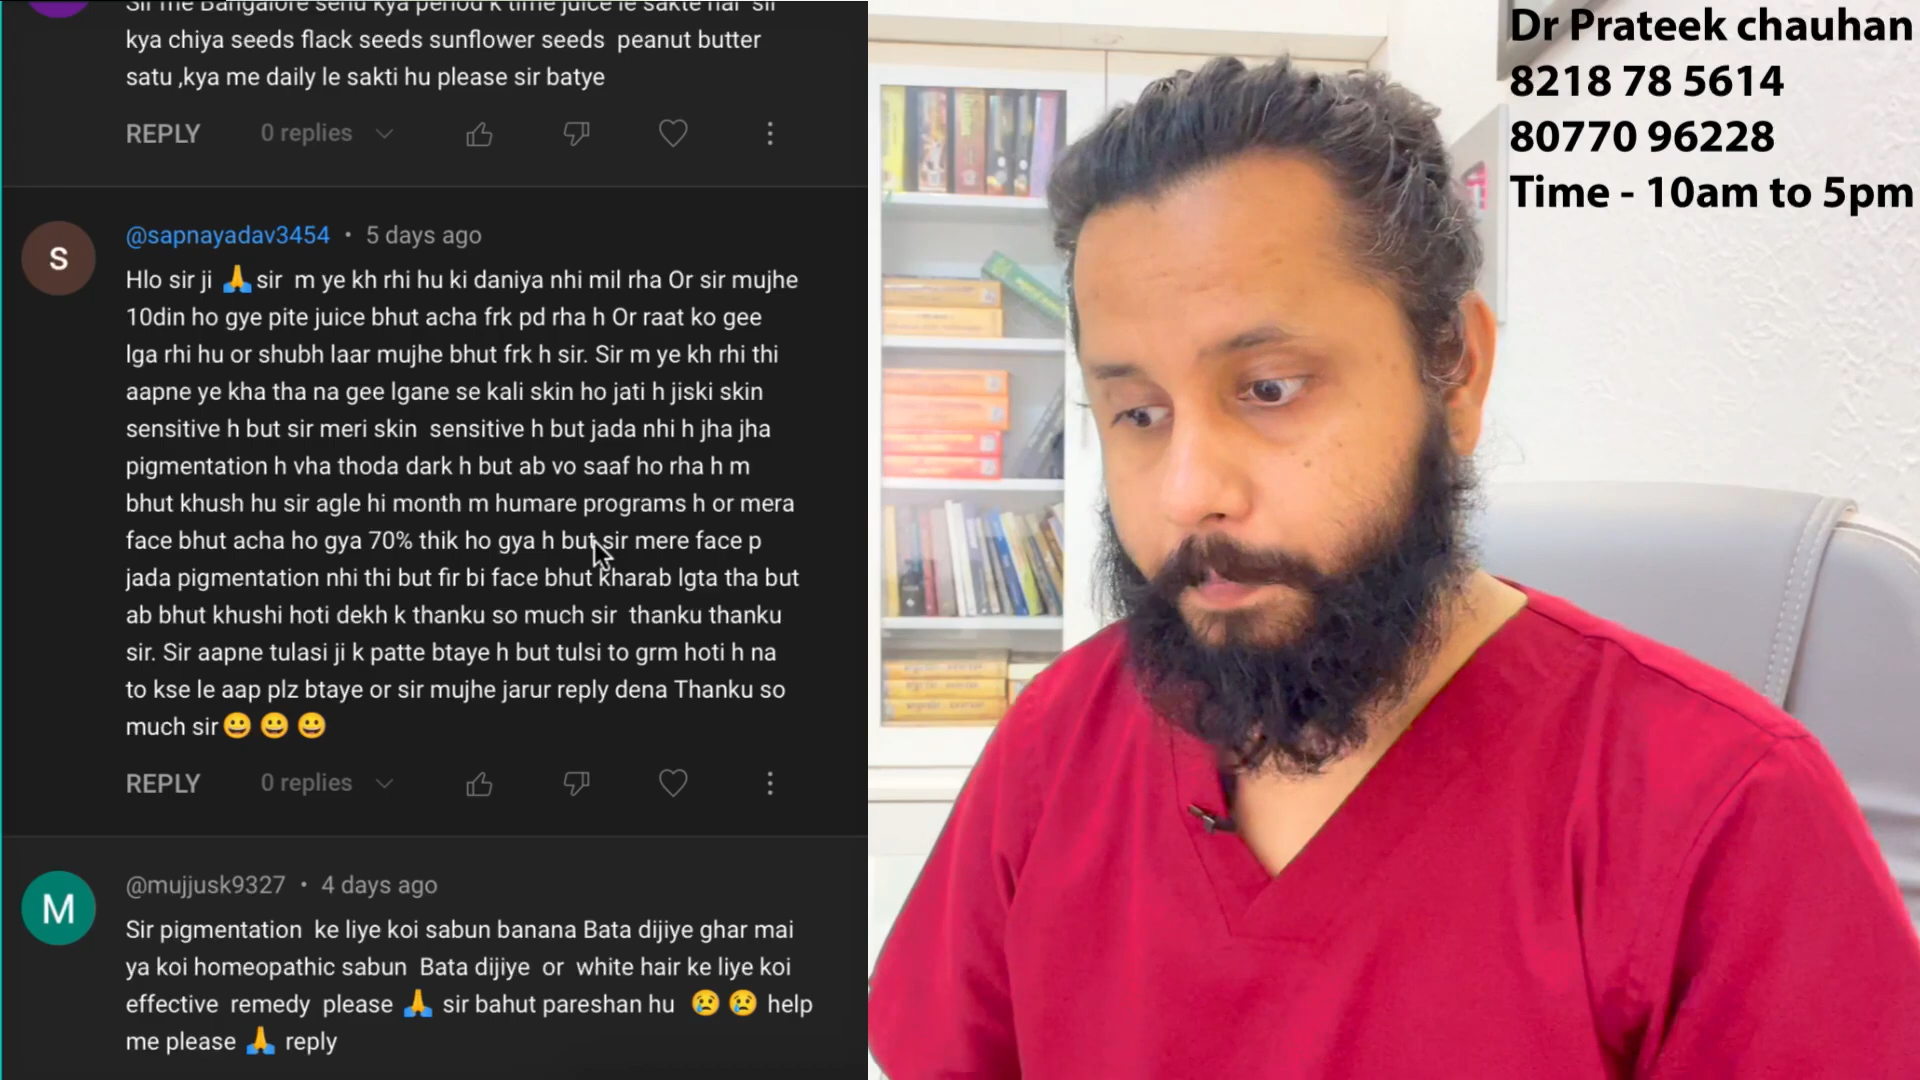 Sir me Bangalore senu kya period k time juice le sakte hai sir
kya chiya seeds flack seeds sunflower seeds peanut butter
satu ,kya me daily le sakti hu please sir batye
REPLY 0 replies
S
@sapnayadav3454 • 5 days ago
Hlo sir ji 🙏 sir m ye kh rhi hu ki daniya nhi mil rha Or sir mujhe
10din ho gye pite juice bhut acha frk pd rha h Or raat ko gee
lga rhi hu or shubh laar mujhe bhut frk h sir. Sir m ye kh rhi thi
aapne ye kha tha na gee lgane se kali skin ho jati h jiski skin
sensitive h but sir meri skin sensitive h but jada nhi h jha jha
pigmentation h vha thoda dark h but ab vo saaf ho rha h m
bhut khush hu sir agle hi month m humare programs h or mera
face bhut acha ho gya 70% thik ho gya h but sir mere face p
jada pigmentation nhi thi but fir bi face bhut kharab lgta tha but
ab bhut khushi hoti dekh k thanku so much sir thanku thanku
sir. Sir aapne tulasi ji k patte btaye h but tulsi to grm hoti h na
to kse le aap plz btaye or sir mujhe jarur reply dena Thanku so
much sir😀😀😀
REPLY 0 replies
M
@mujjusk9327 • 4 days ago
Sir pigmentation ke liye koi sabun banana Bata dijiye ghar mai
ya koi homeopathic sabun Bata dijiye or white hair ke liye koi
effective remedy please 🙏 sir bahut pareshan hu 😢😢 help
me please 🙏 reply
Dr Prateek chauhan
8218 78 5614
80770 96228
Time - 10am to 5pm